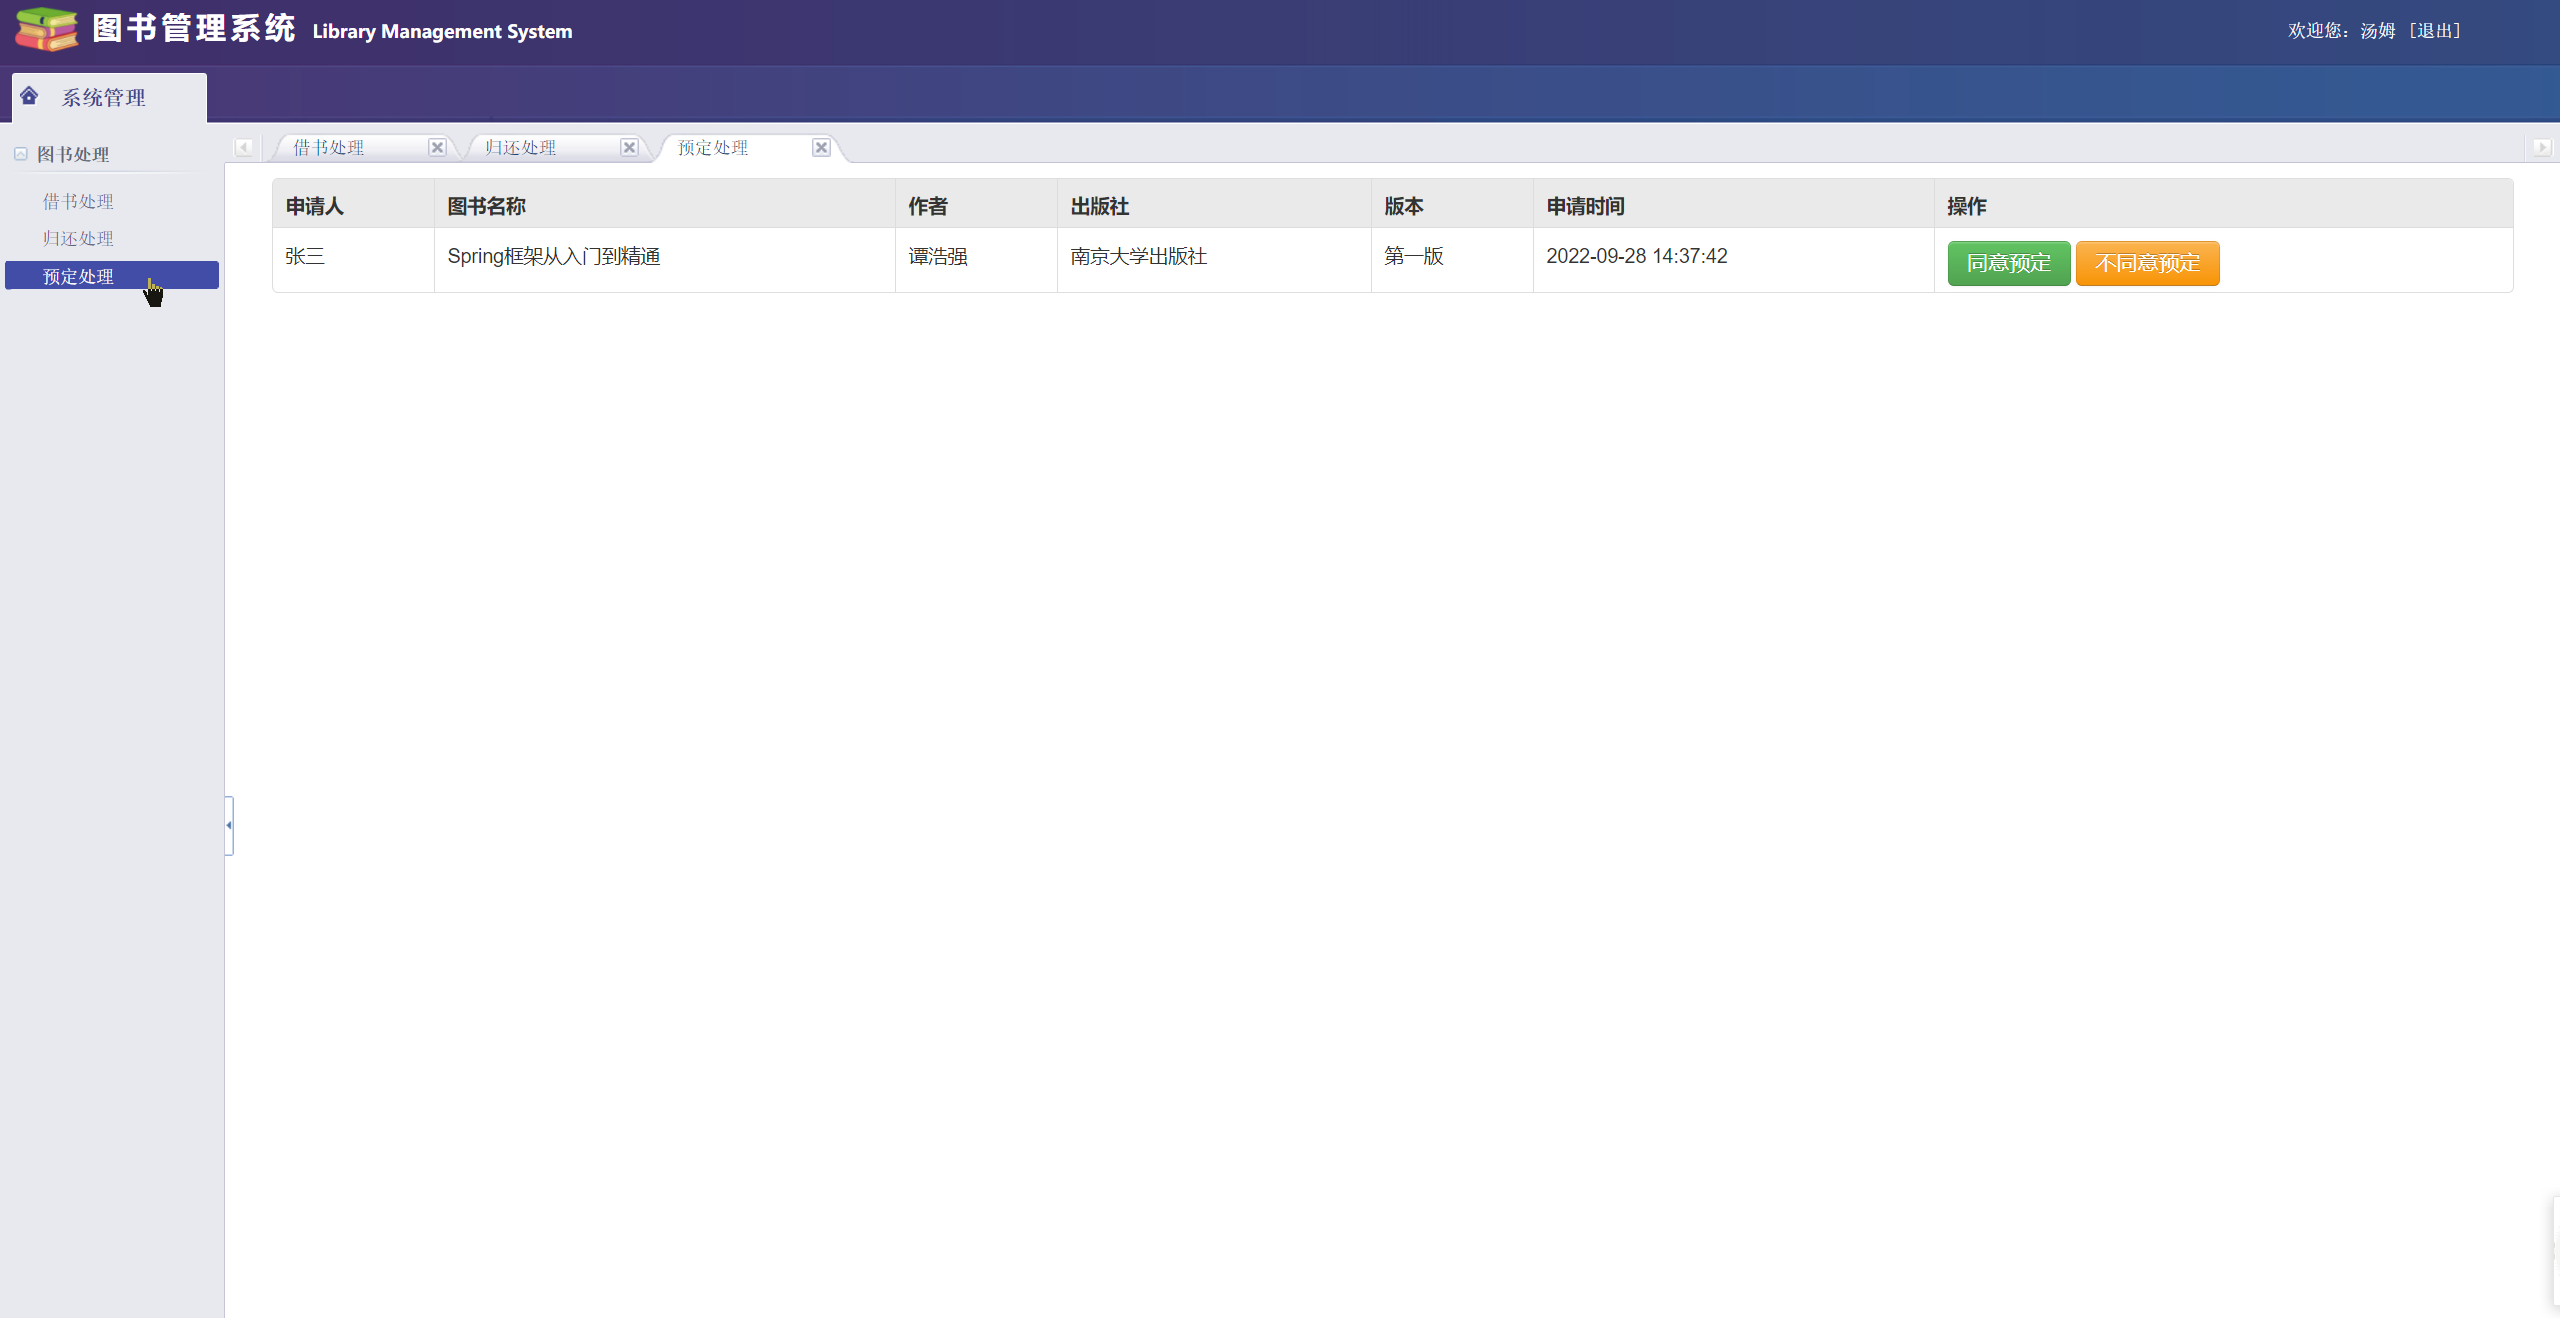 图书管理系统 Library Management System
欢迎您：汤姆 [退出]
系统管理
图书处理
借书处理
归还处理
预定处理
借书处理 归还处理 预定处理
申请人 图书名称 作者 出版社 版本 申请时间 操作
张三 Spring框架从入门到精通 谭浩强 南京大学出版社 第一版 2022-09-28 14:37:42 同意预定 不同意预定